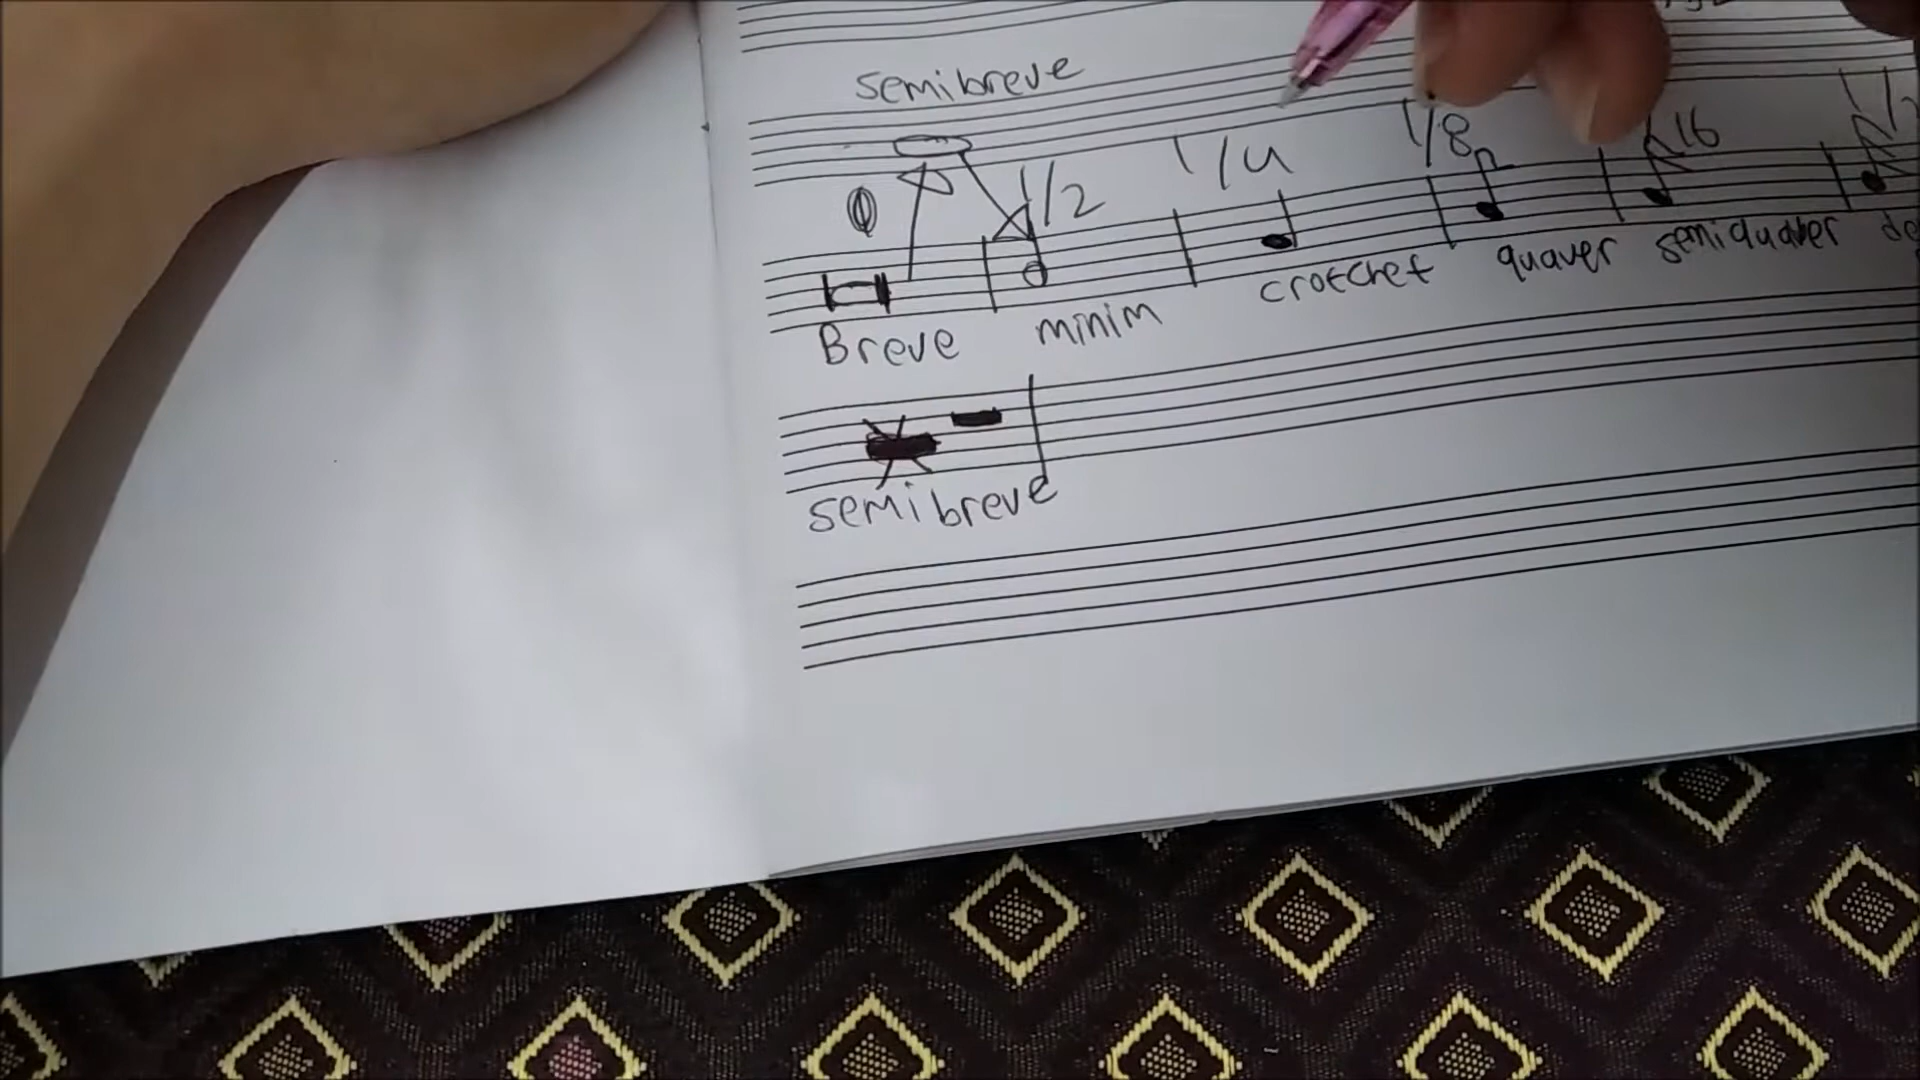 semibreve
1/2 1/4 1/8 1/16
Breve minim crotchet quaver semiquaver
semibreve